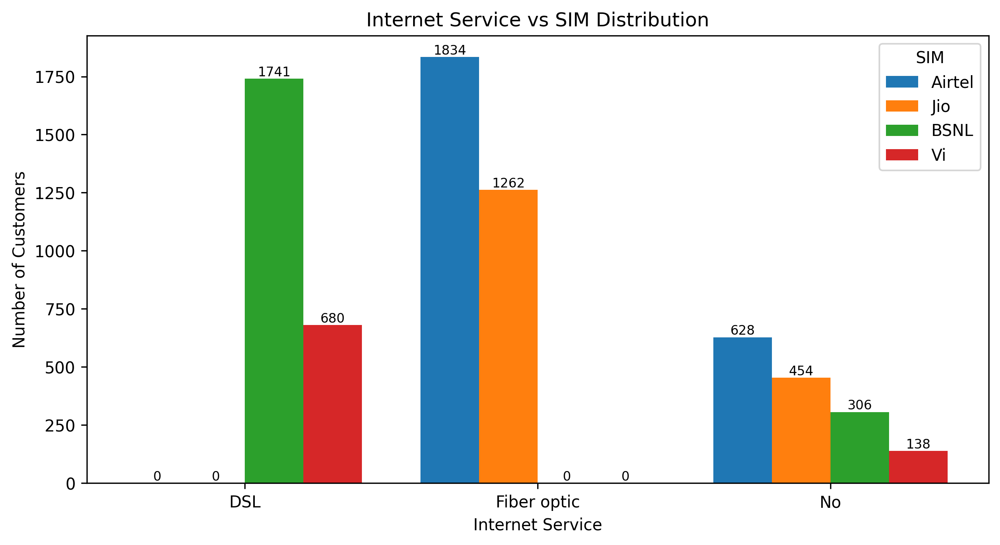 Internet Service vs SIM Distribution
SIM
Airtel
Jio
BSNL
Vi
Number of Customers
1750
1500
1250
1000
750
500
250
0
0
0
1741
680
1834
1262
0
0
628
454
306
138
DSL
Fiber optic
No
Internet Service